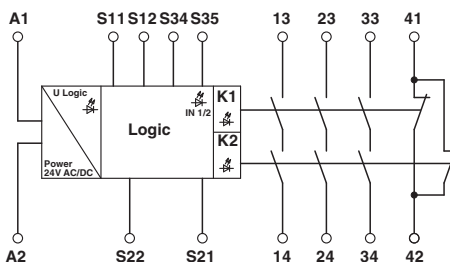 A1 S11 S12 S34 S35 13 23 33 41
U Logic
K1
IN 1/2
Logic
K2
Power
24V AC/DC
A2 S22 S21 14 24 34 42